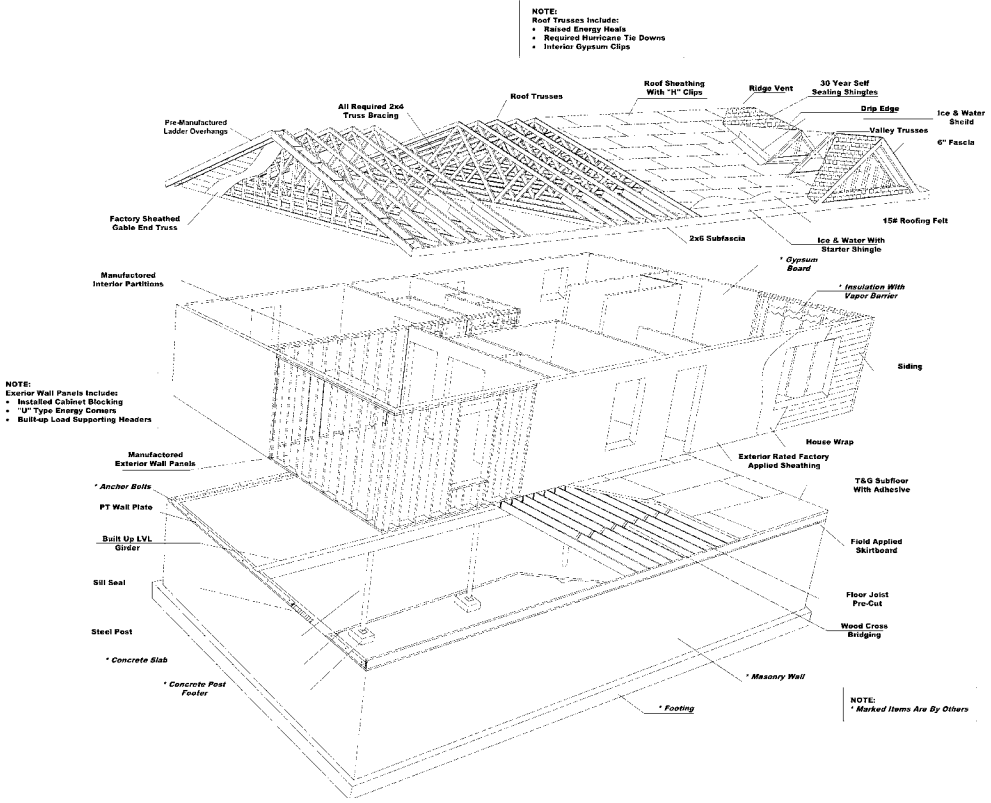 NOTE:
Roof Trusses Include:
• Raised Energy Heals
• Required Hurricane Tie Downs
• Interior Gypsum Clips
Roof Sheathing
With "H" Clips
Ridge Vent
30 Year Self
Sealing Shingles
Roof Trusses
All Required 2x4
Truss Bracing
Drip Edge
Ice & Water
Sheild
Pre-Manufactured
Ladder Overhangs
Valley Trusses
6" Fascia
Factory Sheathed
Gable End Truss
15# Roofing Felt
2x6 Subfascia
Ice & Water With
Starter Shingle
* Gypsum
Board
Manufactored
Interior Partitions
* Insulation With
Vapor Barrier
Siding
NOTE:
Exerior Wall Panels Include:
• Installed Cabinet Blocking
• "U" Type Energy Corners
• Built-up Load Supporting Headers
House Wrap
Manufactored
Exterior Wall Panels
Exterior Rated Factory
Applied Sheathing
* Anchor Bolts
T&G Subfloor
With Adhesive
PT Wall Plate
Built Up LVL
Girder
Field Applied
Skirtboard
Sill Seal
Floor Joist
Pre-Cut
Steel Post
Wood Cross
Bridging
* Concrete Slab
* Concrete Post
Footer
* Masonry Wall
* Footing
NOTE:
* Marked Items Are By Others